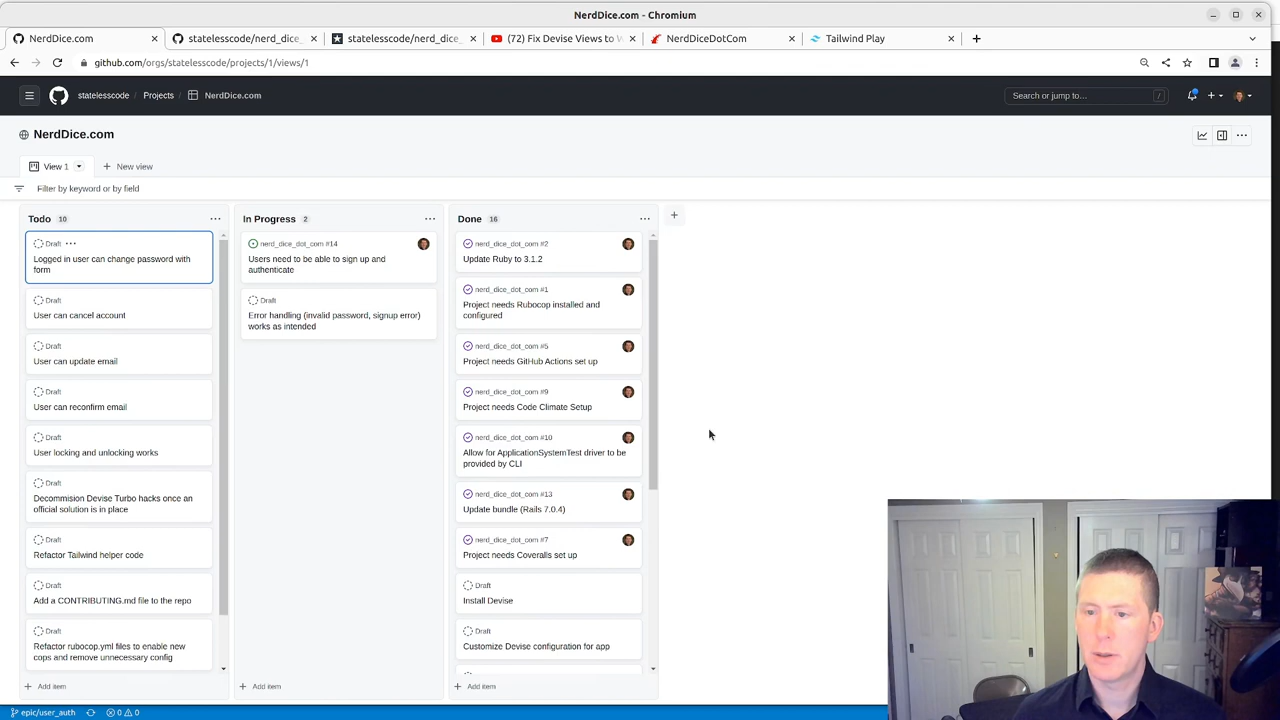 NerdDice.com - Chromium
NerdDice.com
statelesscode/nerd_dice_
statelesscode/nerd_dice_
(72) Fix Devise Views to W
NerdDiceDotCom
Tailwind Play
github.com/orgs/statelesscode/projects/1/views/1
statelesscode
Projects
NerdDice.com
Search or jump to…
/
NerdDice.com
View 1
New view
Filter by keyword or by field
Todo 10
Draft
Logged in user can change password with
form
Draft
User can cancel account
Draft
User can update email
Draft
User can reconfirm email
Draft
User locking and unlocking works
Draft
Decommision Devise Turbo hacks once an
official solution is in place
Draft
Refactor Tailwind helper code
Draft
Add a CONTRIBUTING.md file to the repo
Draft
Refactor rubocop.yml files to enable new
cops and remove unnecessary config
Add item
In Progress 2
nerd_dice_dot_com #14
Users need to be able to sign up and
authenticate
Draft
Error handling (invalid password, signup error)
works as intended
Add item
Done 16
nerd_dice_dot_com #2
Update Ruby to 3.1.2
nerd_dice_dot_com #1
Project needs Rubocop installed and
configured
nerd_dice_dot_com #5
Project needs GitHub Actions set up
nerd_dice_dot_com #9
Project needs Code Climate Setup
nerd_dice_dot_com #10
Allow for ApplicationSystemTest driver to be
provided by CLI
nerd_dice_dot_com #13
Update bundle (Rails 7.0.4)
nerd_dice_dot_com #7
Project needs Coveralls set up
Draft
Install Devise
Draft
Customize Devise configuration for app
Add item
epic/user_auth
0
0